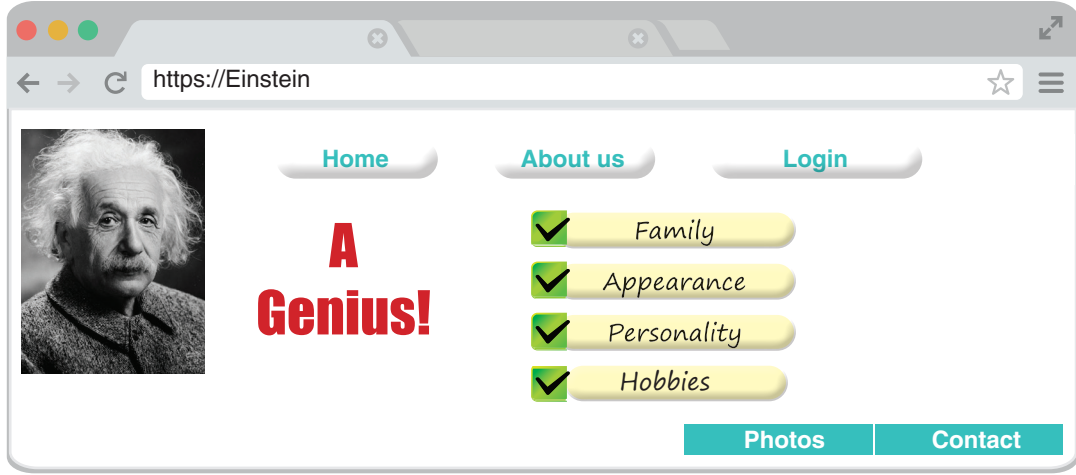 https://Einstein
Home About us Login
A
Genius!
Family
Appearance
Personality
Hobbies
Photos Contact